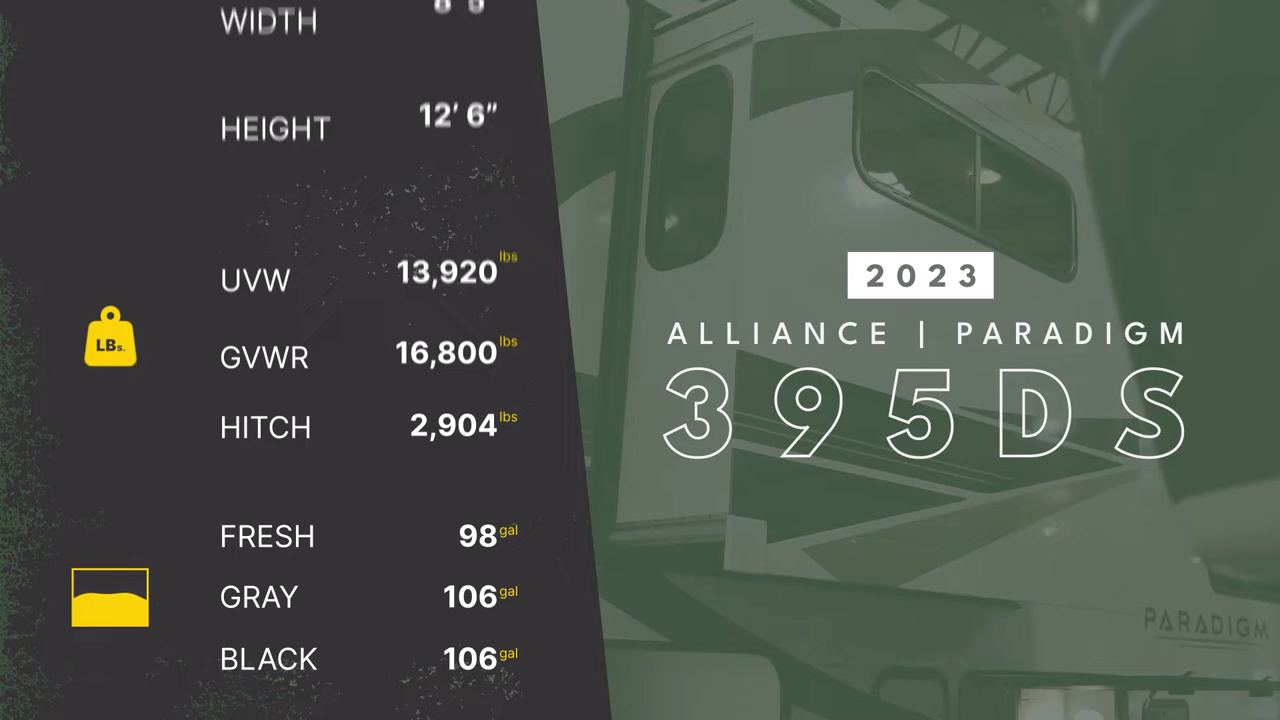 WIDTH
HEIGHT 12' 6"
UVW 13,920 lbs
LBs.
GVWR 16,800 lbs
HITCH 2,904 lbs
FRESH 98 gal
GRAY 106 gal
BLACK 106 gal
2023
ALLIANCE | PARADIGM
395DS
PARADIGM